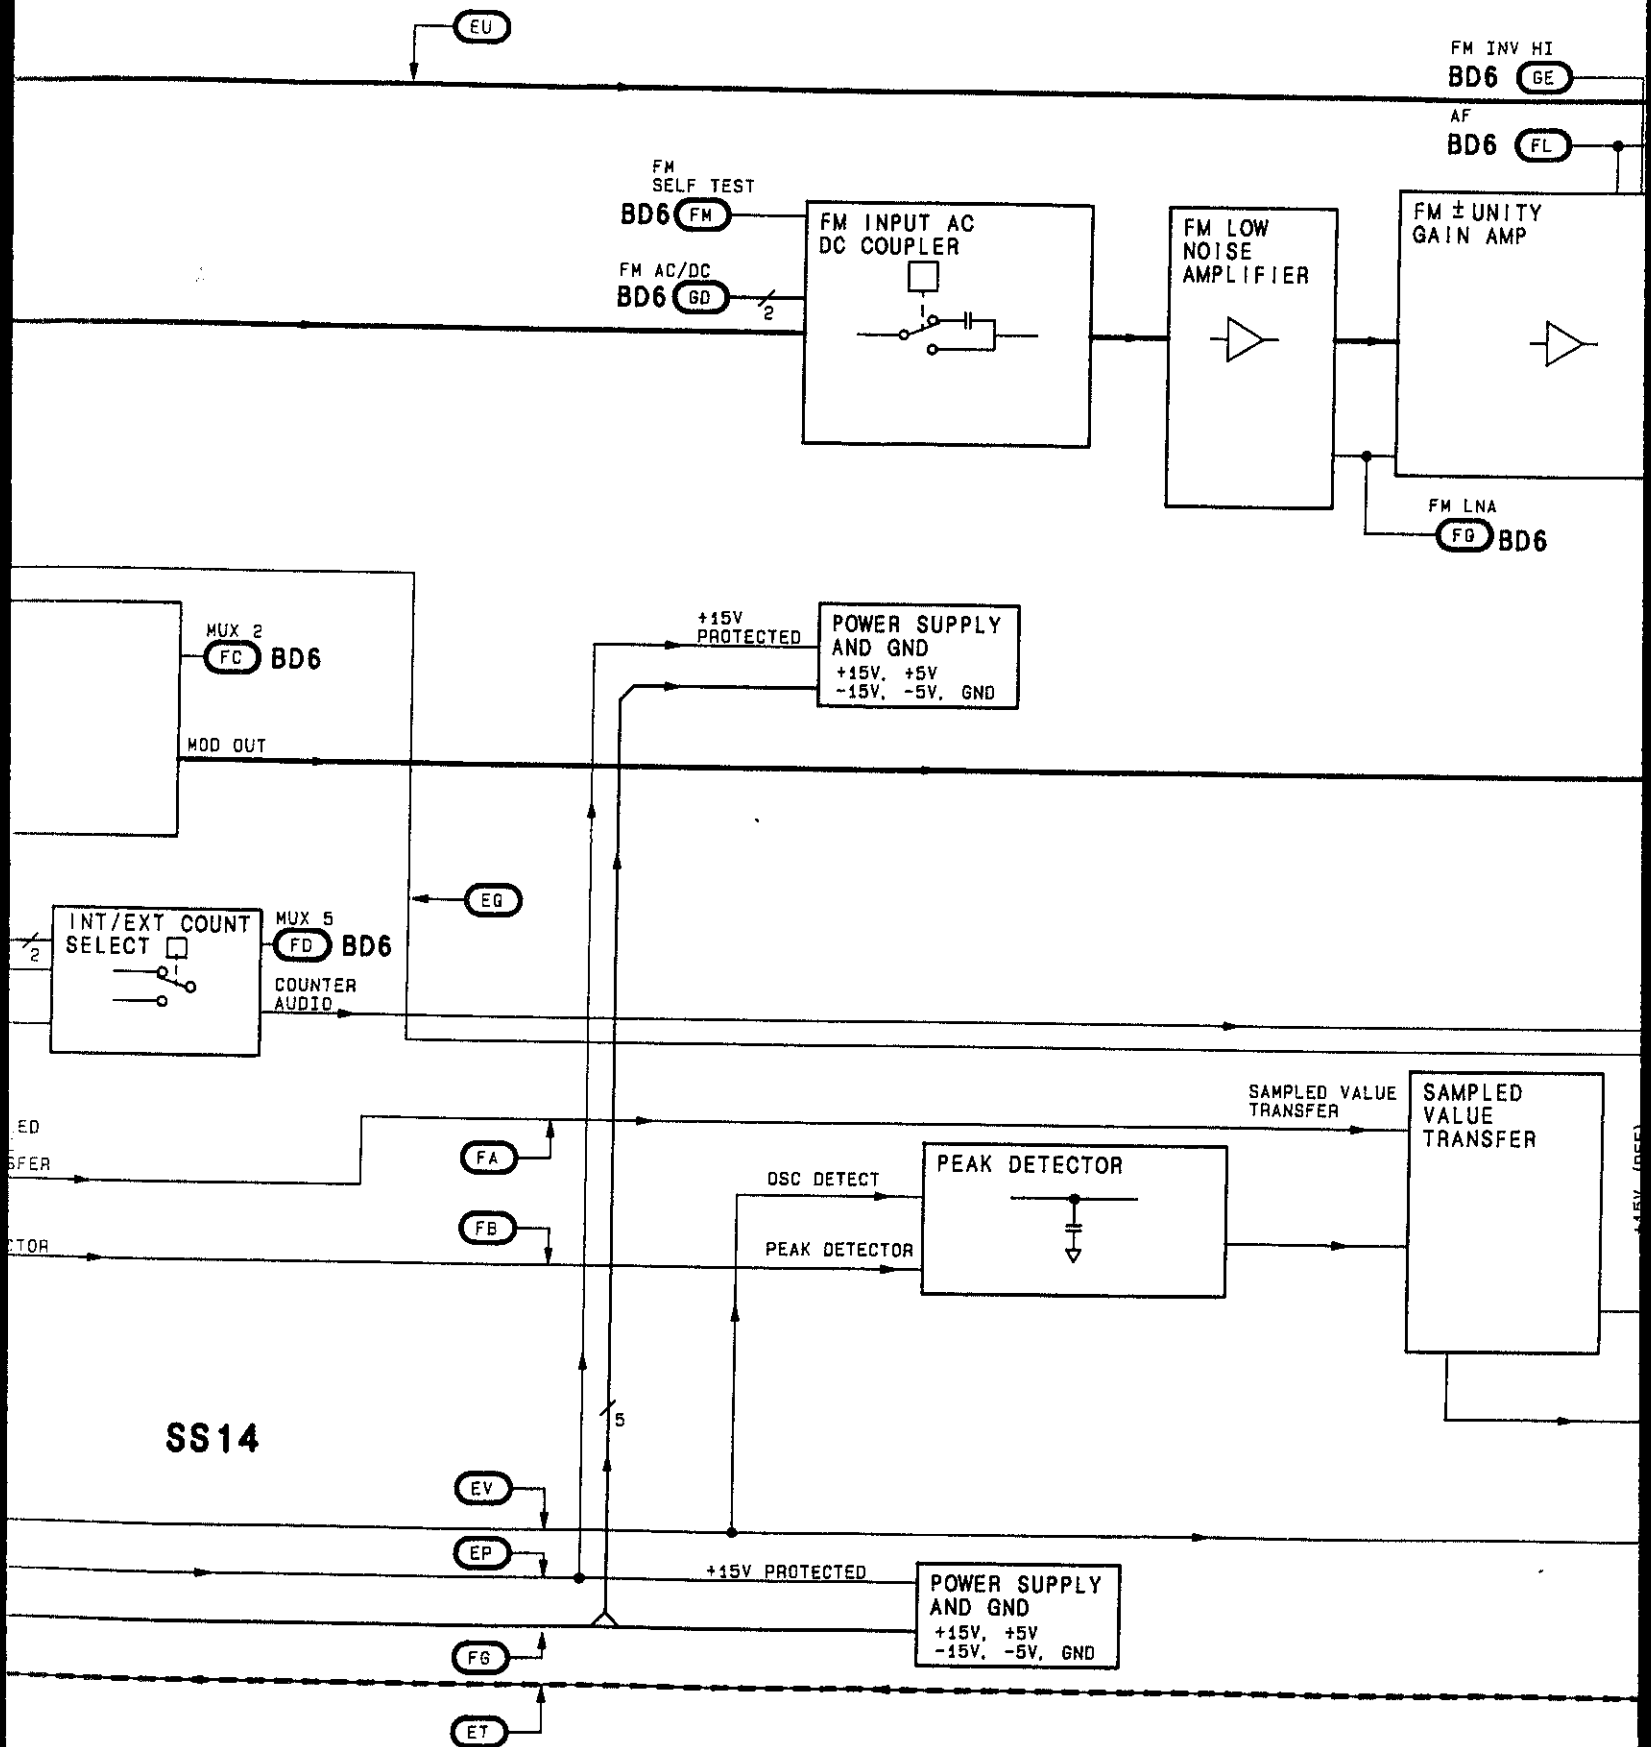 EU
FM INV HI
BD6 GE
AF
BD6 FL
FM
SELF TEST
BD6 FM
FM AC/DC
BD6 GD
2
FM INPUT AC
DC COUPLER
FM LOW
NOISE
AMPLIFIER
FM ±UNITY
GAIN AMP
FM LNA
FQ BD6
MUX 2
FC BD6
+15V
PROTECTED
POWER SUPPLY
AND GND
+15V, +5V
-15V, -5V, GND
MOD OUT
EQ
INT/EXT COUNT
SELECT
2
MUX 5
FD BD6
COUNTER
AUDIO
SAMPLED VALUE
TRANSFER
SAMPLED
VALUE
TRANSFER
ED
SFER
FA
OSC DETECT
PEAK DETECTOR
FB
CTOR
PEAK DETECTOR
5
SS14
EV
EP
+15V PROTECTED
POWER SUPPLY
AND GND
+15V, +5V
-15V, -5V, GND
FG
ET